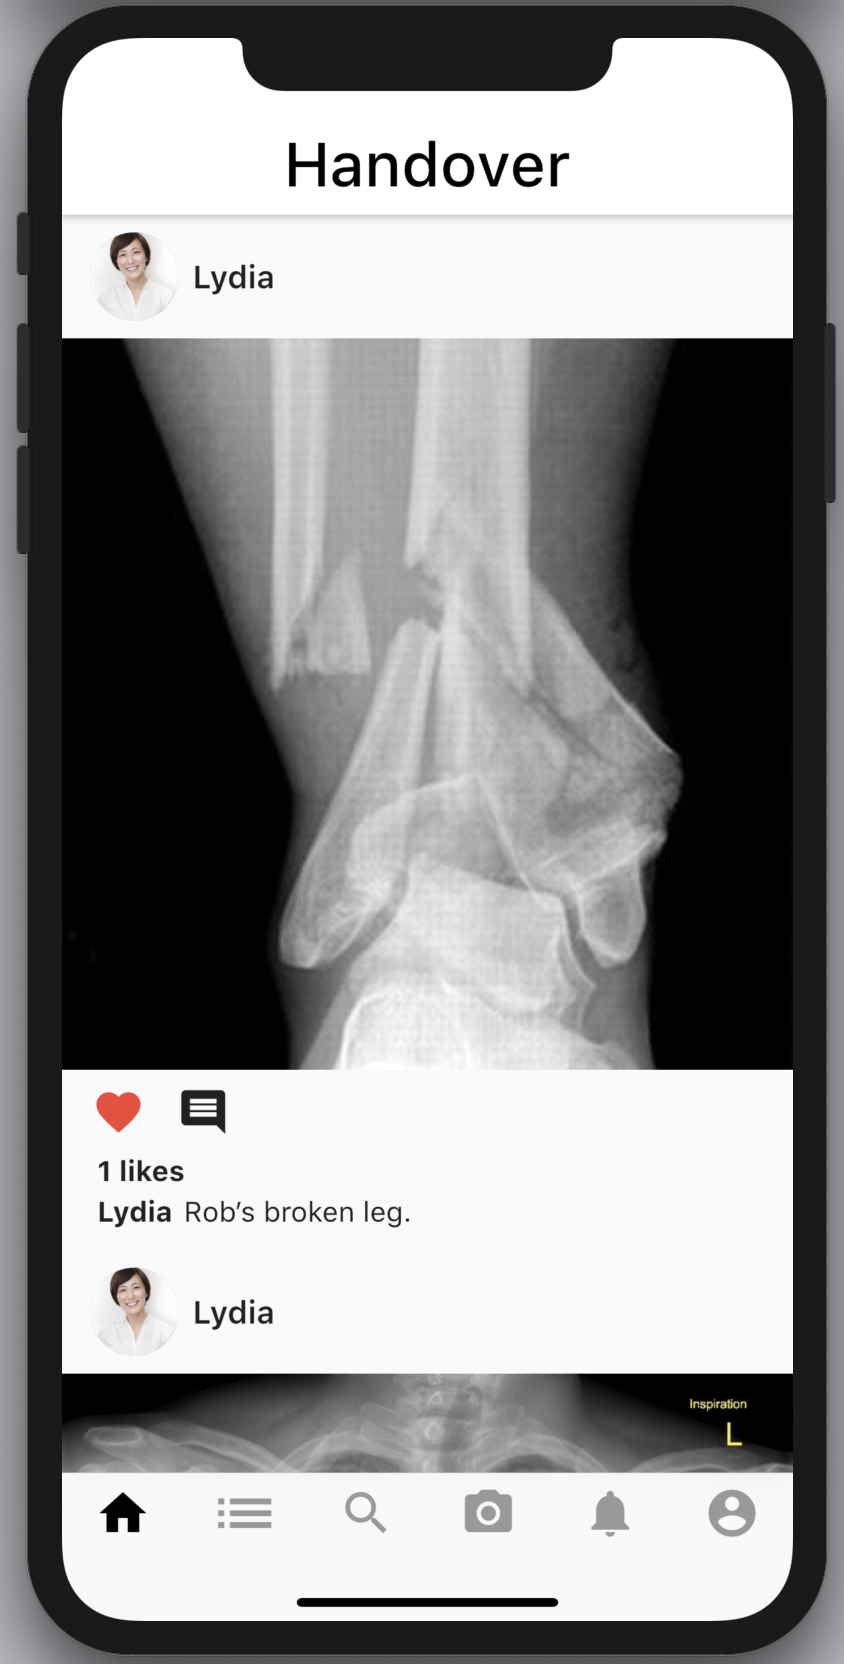 Handover
Lydia
1 likes
Lydia Rob’s broken leg.
Lydia
Inspiration
L